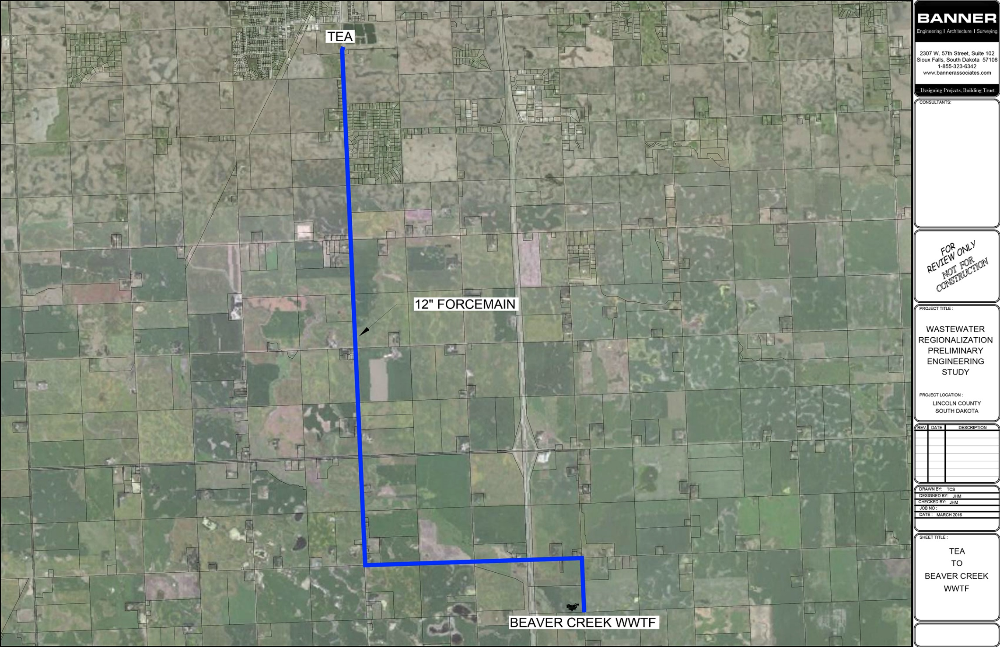 TEA
12" FORCEMAIN
BEAVER CREEK WWTF
BANNER
Engineering | Architecture | Surveying
2307 W. 57th Street, Suite 102
Sioux Falls, South Dakota 57108
1-855-323-6342
www.bannerassociates.com
Designing Projects, Building Trust
CONSULTANTS:
FOR
REVIEW ONLY
NOT FOR
CONSTRUCTION
PROJECT TITLE :
WASTEWATER
REGIONALIZATION
PRELIMINARY
ENGINEERING
STUDY
PROJECT LOCATION :
LINCOLN COUNTY
SOUTH DAKOTA
REV. DATE DESCRIPTION
DRAWN BY: TCS
DESIGNED BY: JHM
CHECKED BY: JHM
JOB NO :
DATE : MARCH 2016
SHEET TITLE :
TEA
TO
BEAVER CREEK
WWTF